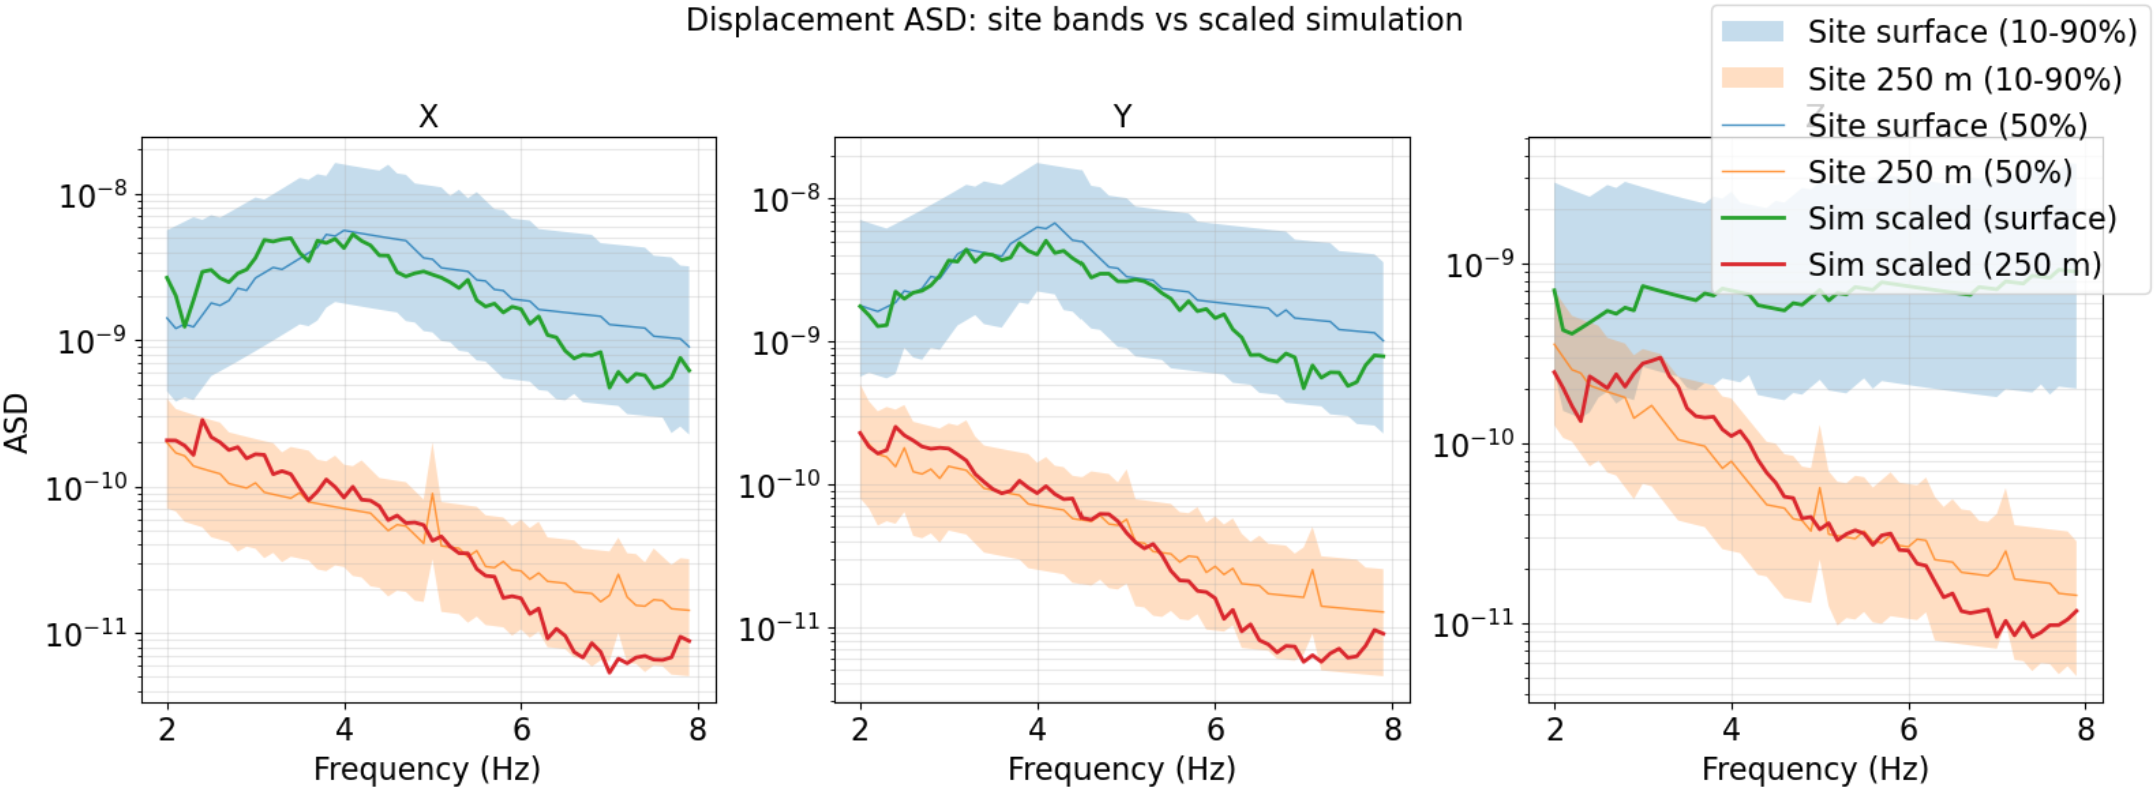 Displacement ASD: site bands vs scaled simulation
Site surface (10-90%)
Site 250 m (10-90%)
Site surface (50%)
Site 250 m (50%)
Sim scaled (surface)
Sim scaled (250 m)
X
Y
Z
ASD
10⁻⁸
10⁻⁹
10⁻¹⁰
10⁻¹¹
2 4 6 8
Frequency (Hz)
10⁻⁸
10⁻⁹
10⁻¹⁰
10⁻¹¹
2 4 6 8
Frequency (Hz)
10⁻⁹
10⁻¹⁰
10⁻¹¹
2 4 6 8
Frequency (Hz)